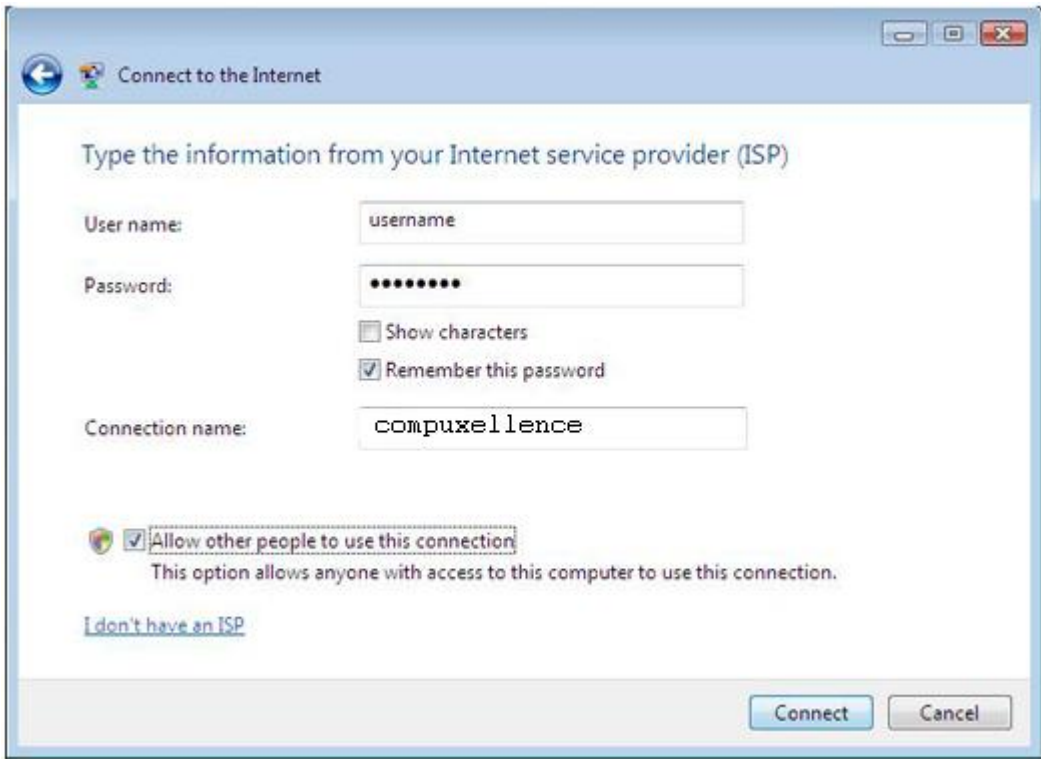 Connect to the Internet
Type the information from your Internet service provider (ISP)
User name: username
Password: ••••••••
Show characters
Remember this password
Connection name: compuxellence
Allow other people to use this connection
This option allows anyone with access to this computer to use this connection.
I don't have an ISP
Connect Cancel